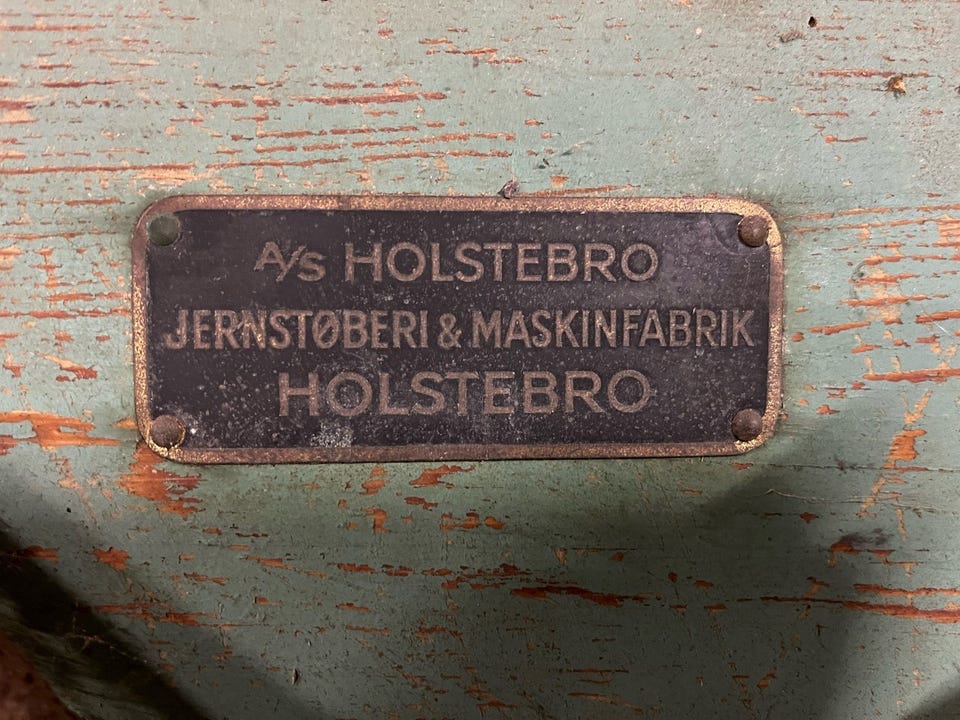 A/S HOLSTEBRO
JERNSTØBERI & MASKINFABRIK
HOLSTEBRO